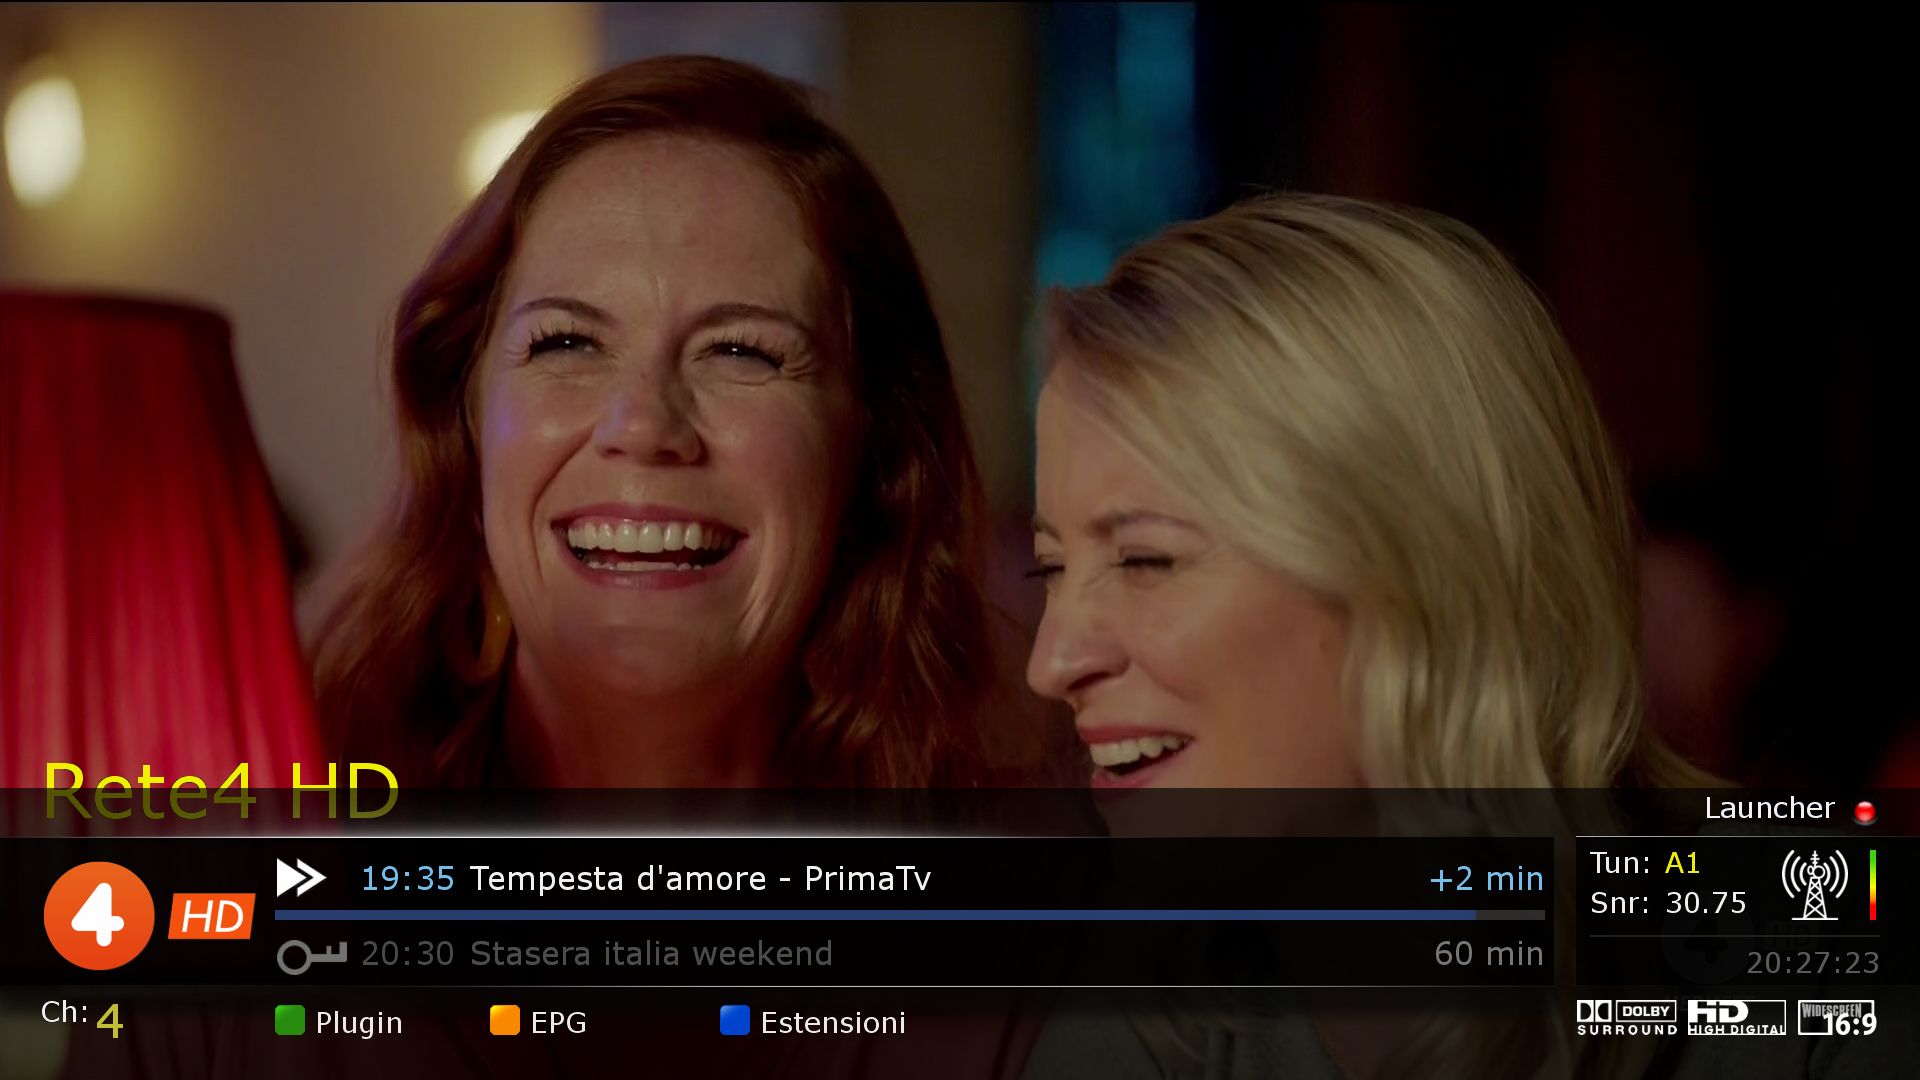 Rete4 HD
Launcher
4 HD
19:35 Tempesta d'amore - PrimaTv +2 min
20:30 Stasera italia weekend 60 min
Tun: A1
Snr: 30.75
4 HD
20:27:23
Ch: 4
Plugin EPG Estensioni
DOLBY SURROUND
HD HIGH DIGITAL
WIDESCREEN 16:9